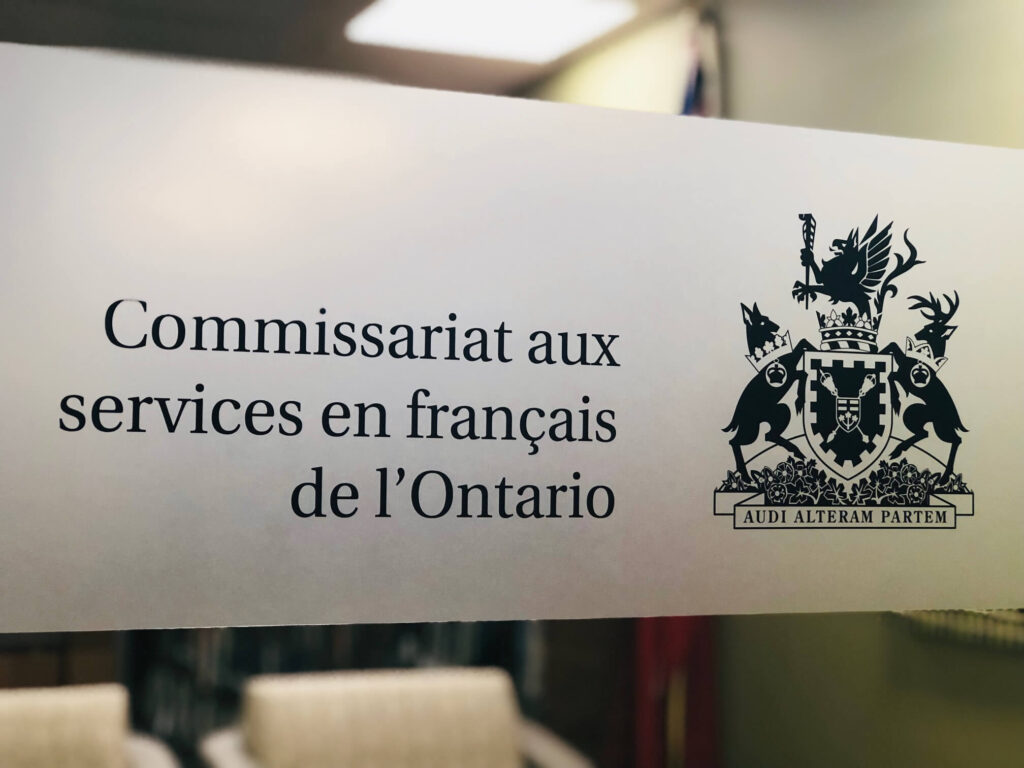 Commissariat aux
services en français
de l’Ontario
AUDI ALTERAM PARTEM